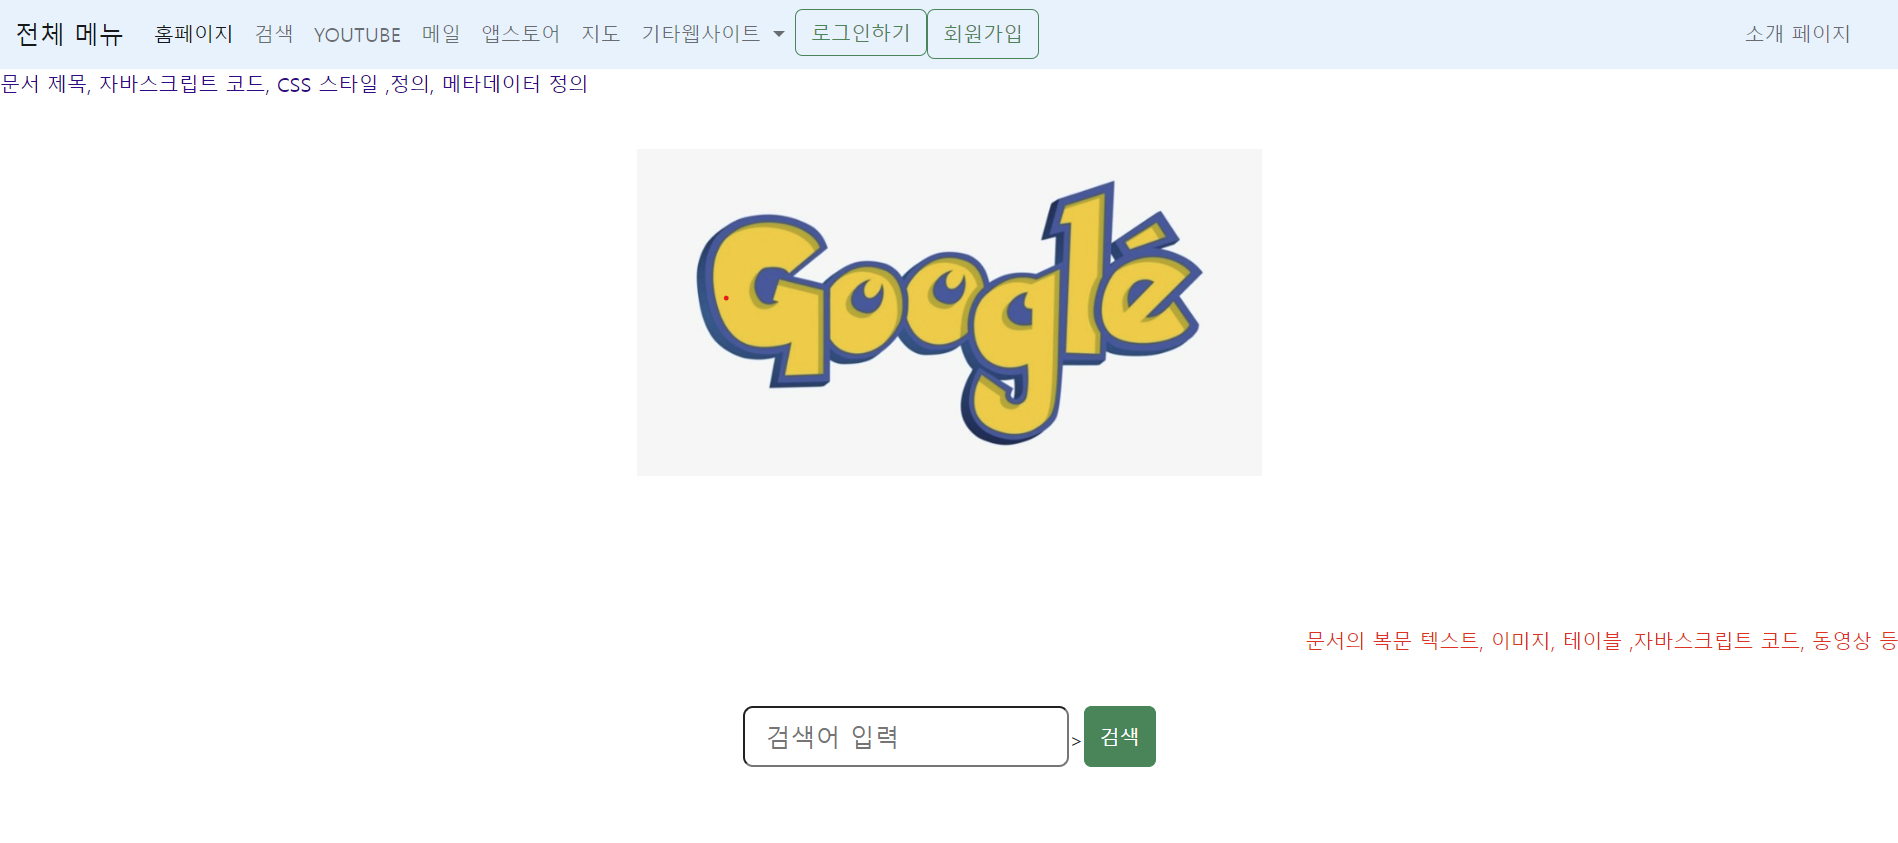 전체 메뉴 홈페이지 검색 YOUTUBE 메일 앱스토어 지도 기타웹사이트 로그인하기 회원가입 소개 페이지
문서 제목, 자바스크립트 코드, CSS 스타일 ,정의, 메타데이터 정의
Googlé
문서의 복문 텍스트, 이미지, 테이블 ,자바스크립트 코드, 동영상 등
검색어 입력 > 검색